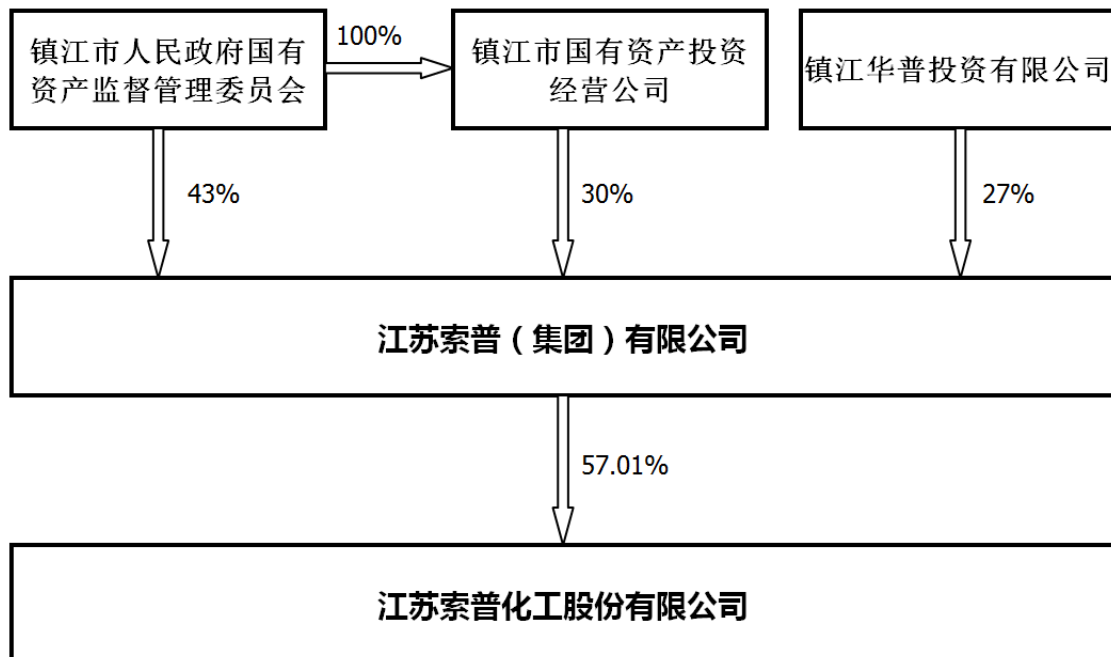 镇江市人民政府国有
资产监督管理委员会
100%
镇江市国有资产投资
经营公司
镇江华普投资有限公司
43%
30%
27%
江苏索普（集团）有限公司
57.01%
江苏索普化工股份有限公司